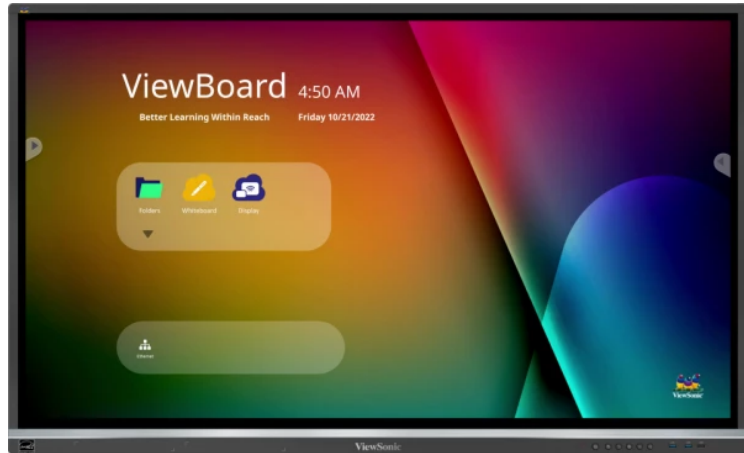 ViewBoard 4:50 AM
Better Learning Within Reach Friday 10/21/2022
Folders Whiteboard Display
Ethernet
ViewSonic
ViewSonic